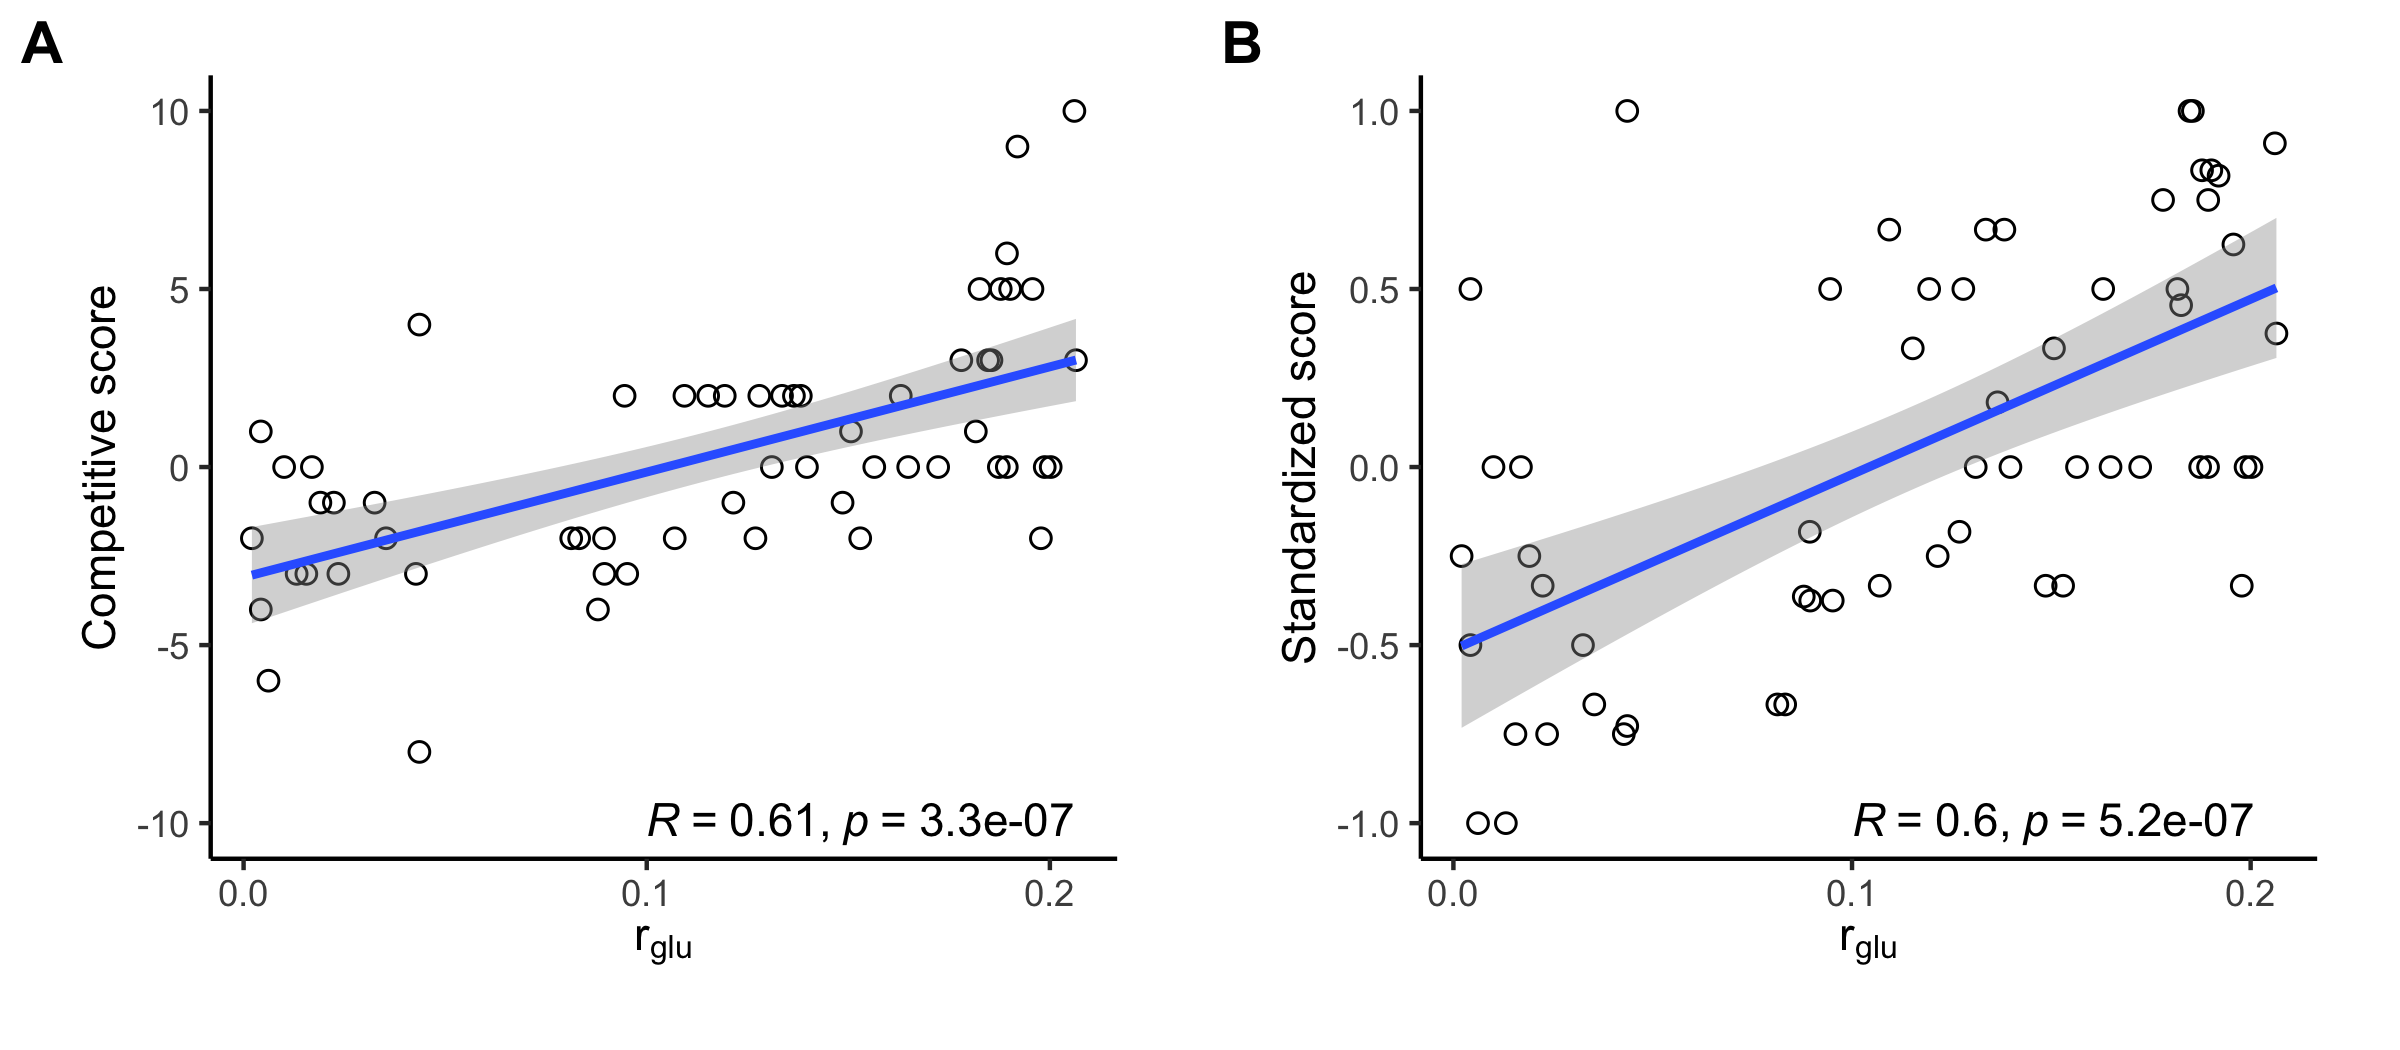 A
Competitive score
10
5
0
-5
-10
R = 0.61, p = 3.3e-07
0.0 0.1 0.2
rglu
B
Standardized score
1.0
0.5
0.0
-0.5
-1.0
R = 0.6, p = 5.2e-07
0.0 0.1 0.2
rglu